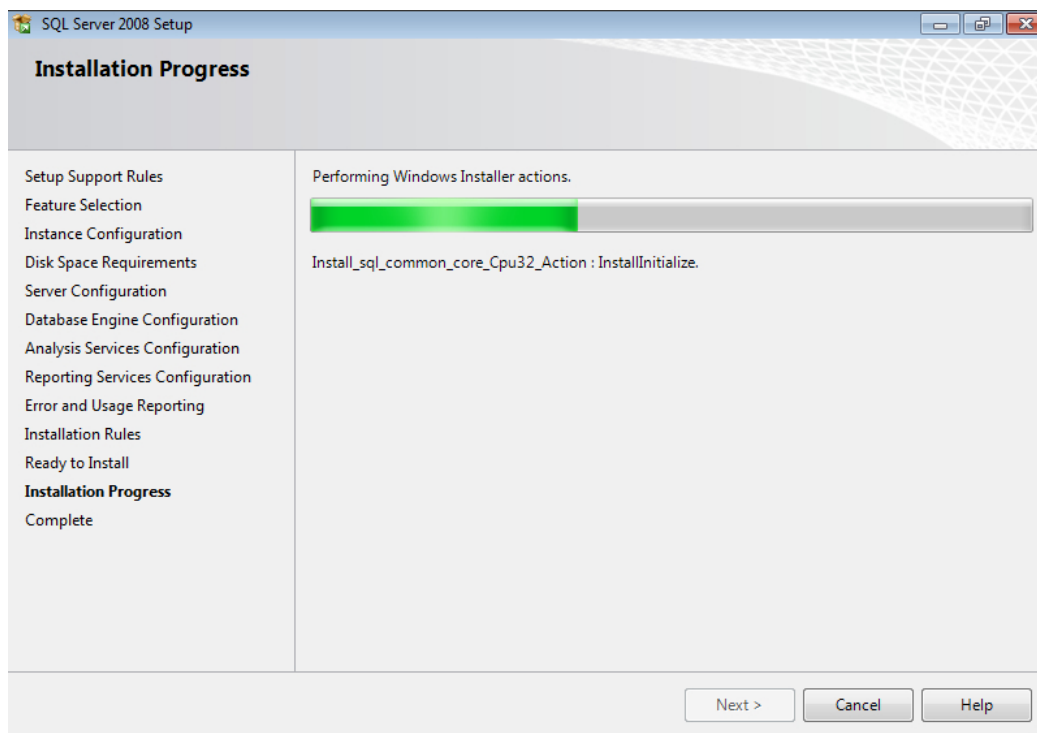 SQL Server 2008 Setup
Installation Progress
Setup Support Rules
Feature Selection
Instance Configuration
Disk Space Requirements
Server Configuration
Database Engine Configuration
Analysis Services Configuration
Reporting Services Configuration
Error and Usage Reporting
Installation Rules
Ready to Install
Installation Progress
Complete
Performing Windows Installer actions.
Install_sql_common_core_Cpu32_Action : InstallInitialize.
Next >
Cancel
Help